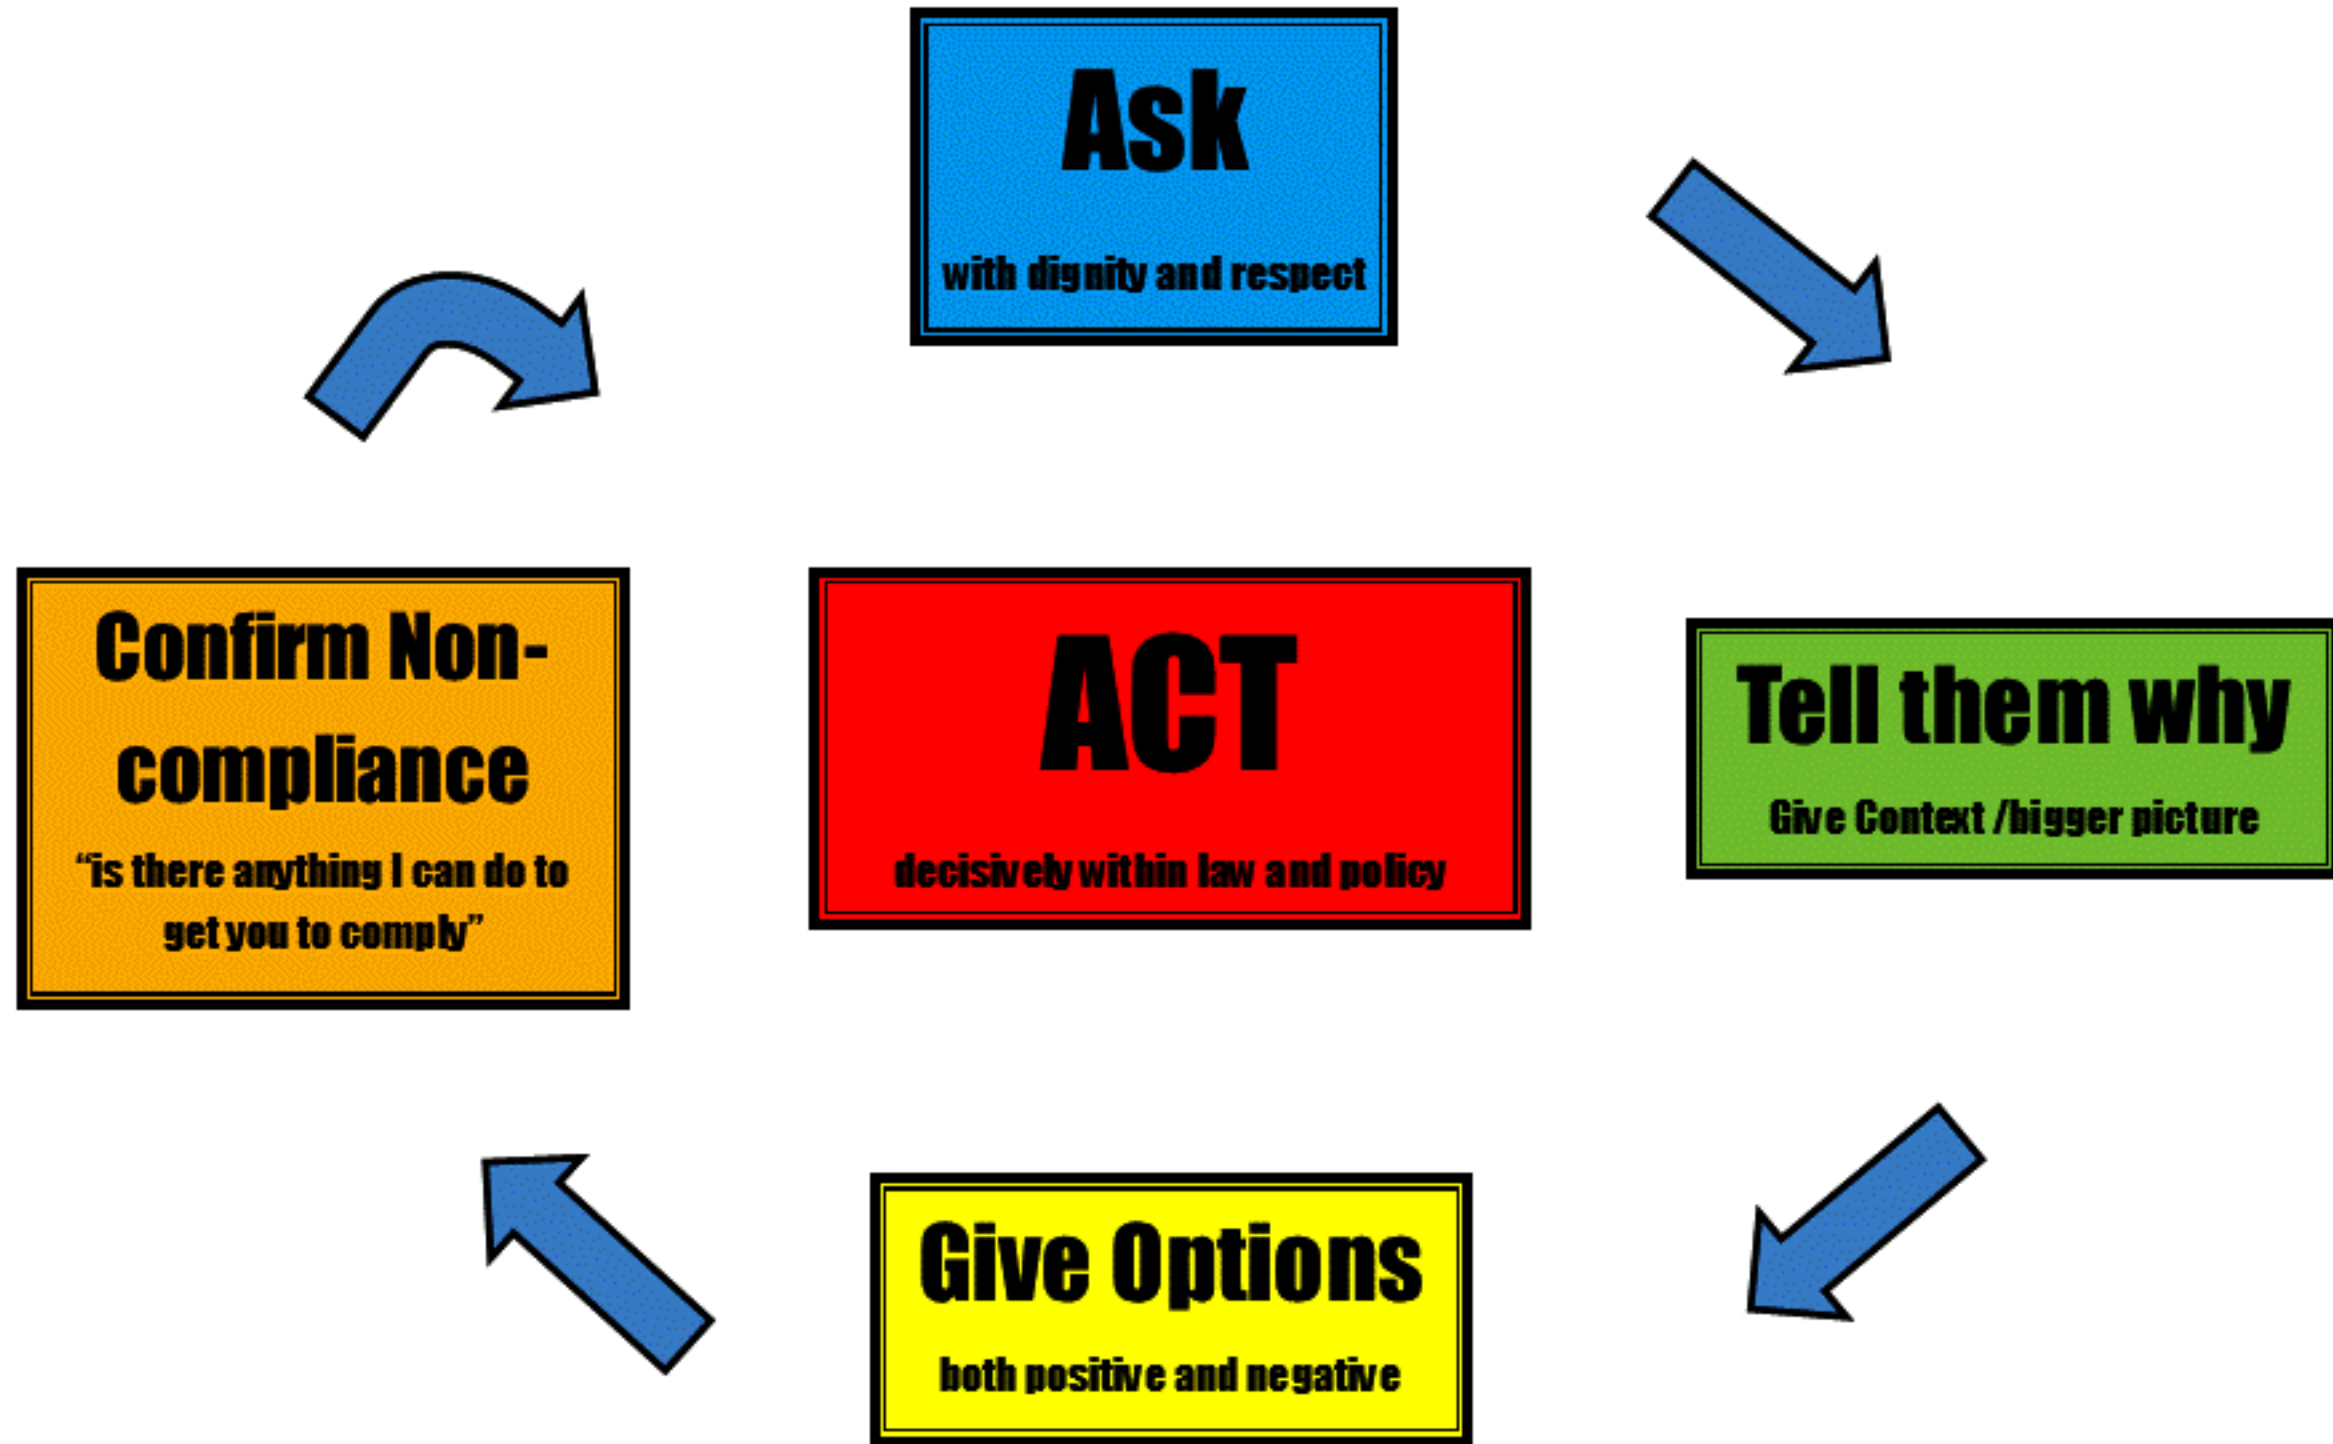 Ask
with dignity and respect
Tell them why
Give Context /bigger picture
Give Options
both positive and negative
Confirm Non-
compliance
“is there anything I can do to
get you to comply”
ACT
decisively within law and policy